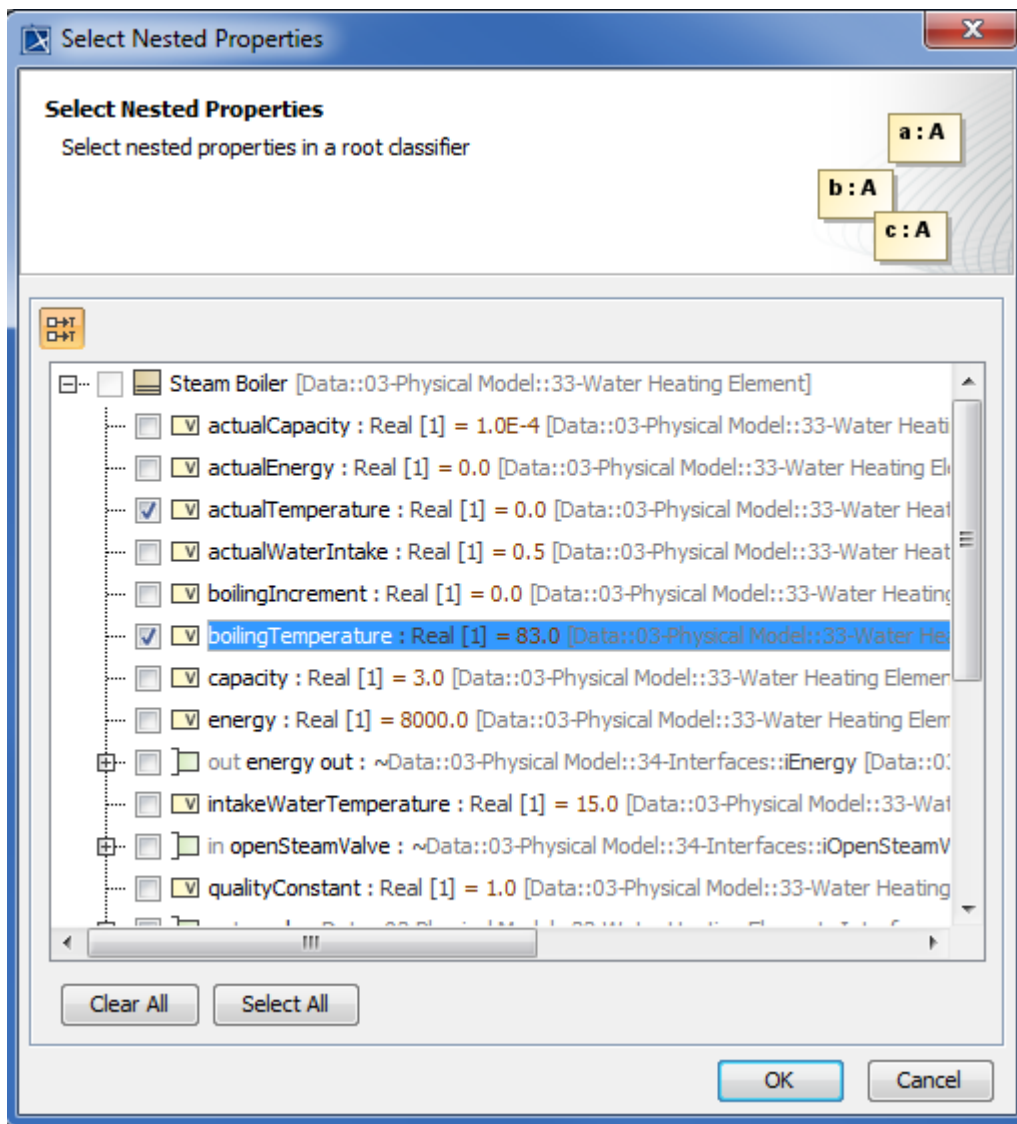 Select Nested Properties
Select Nested Properties
Select nested properties in a root classifier
a : A
b : A
c : A
Steam Boiler [Data::03-Physical Model::33-Water Heating Element]
V actualCapacity : Real [1] = 1.0E-4 [Data::03-Physical Model::33-Water Heati
V actualEnergy : Real [1] = 0.0 [Data::03-Physical Model::33-Water Heating El
V actualTemperature : Real [1] = 0.0 [Data::03-Physical Model::33-Water Heat
V actualWaterIntake : Real [1] = 0.5 [Data::03-Physical Model::33-Water Heat
V boilingIncrement : Real [1] = 0.0 [Data::03-Physical Model::33-Water Heating
V boilingTemperature : Real [1] = 83.0 [Data::03-Physical Model::33-Water Hea
V capacity : Real [1] = 3.0 [Data::03-Physical Model::33-Water Heating Elemen
V energy : Real [1] = 8000.0 [Data::03-Physical Model::33-Water Heating Elem
out energy out : ~Data::03-Physical Model::34-Interfaces::iEnergy [Data::03
V intakeWaterTemperature : Real [1] = 15.0 [Data::03-Physical Model::33-Wat
in openSteamValve : ~Data::03-Physical Model::34-Interfaces::iOpenSteamV
V qualityConstant : Real [1] = 1.0 [Data::03-Physical Model::33-Water Heating
Clear All
Select All
OK
Cancel